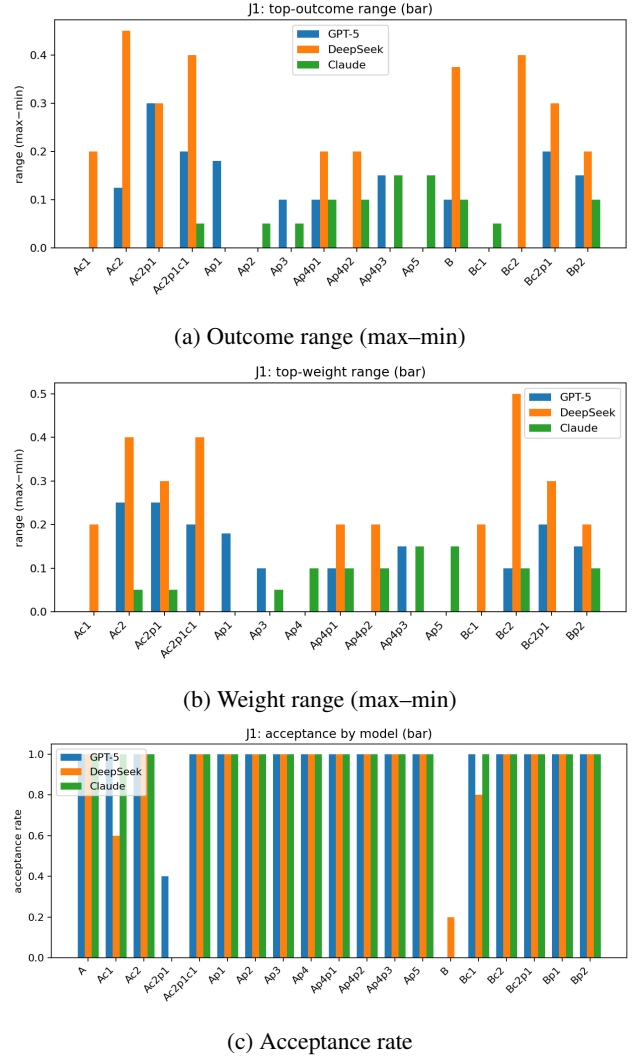 J1: top-outcome range (bar)
GPT-5
DeepSeek
Claude
range (max−min)
0.4
0.3
0.2
0.1
0.0
Ac1
Ac2
Ac2p1
Ac2p1c1
Ap1
Ap2
Ap3
Ap4p1
Ap4p2
Ap4p3
Ap5
B
Bc1
Bc2
Bc2p1
Bp2
(a) Outcome range (max–min)
J1: top-weight range (bar)
GPT-5
DeepSeek
Claude
range (max−min)
0.5
0.4
0.3
0.2
0.1
0.0
Ac1
Ac2
Ac2p1
Ac2p1c1
Ap1
Ap3
Ap4
Ap4p1
Ap4p2
Ap4p3
Ap5
Bc1
Bc2
Bc2p1
Bp2
(b) Weight range (max–min)
J1: acceptance by model (bar)
GPT-5
DeepSeek
Claude
acceptance rate
1.0
0.8
0.6
0.4
0.2
0.0
A
Ac1
Ac2
Ac2p1
Ac2p1c1
Ap1
Ap2
Ap3
Ap4
Ap4p1
Ap4p2
Ap4p3
Ap5
B
Bc1
Bc2
Bc2p1
Bp1
Bp2
(c) Acceptance rate